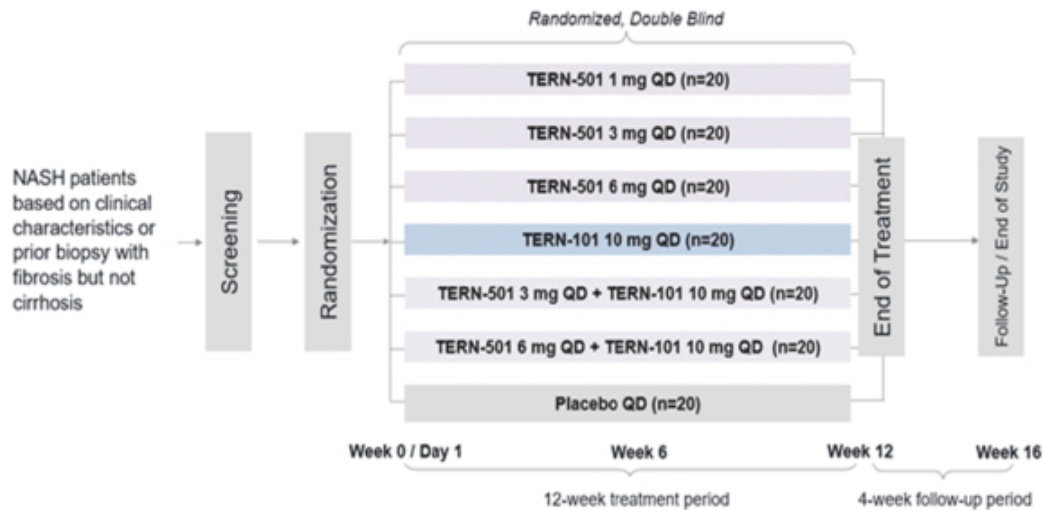 Randomized, Double Blind
TERN-501 1 mg QD (n=20)
TERN-501 3 mg QD (n=20)
TERN-501 6 mg QD (n=20)
TERN-101 10 mg QD (n=20)
TERN-501 3 mg QD + TERN-101 10 mg QD (n=20)
TERN-501 6 mg QD + TERN-101 10 mg QD (n=20)
Placebo QD (n=20)
NASH patients
based on clinical
characteristics or
prior biopsy with
fibrosis but not
cirrhosis
Screening
Randomization
End of Treatment
Follow-Up / End of Study
Week 0 / Day 1
Week 6
Week 12
Week 16
12-week treatment period
4-week follow-up period